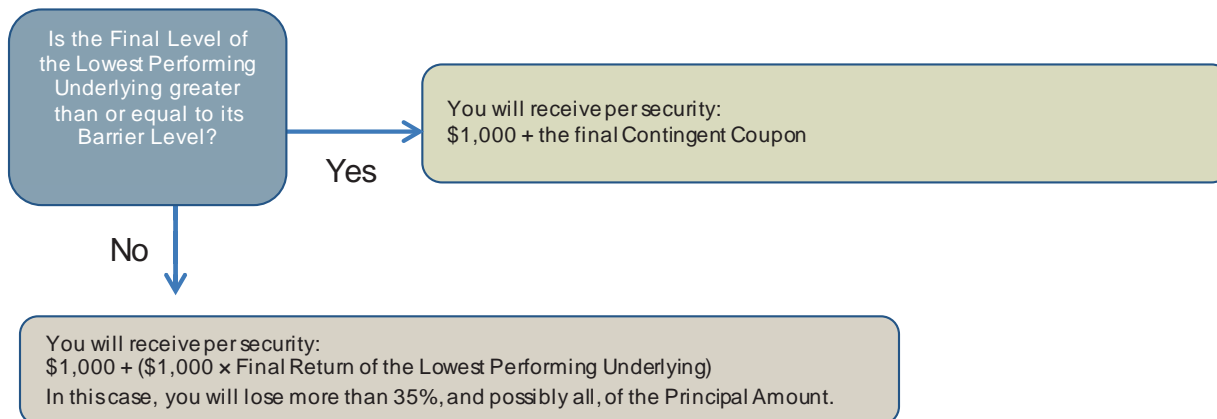 Is the Final Level of
the Lowest Performing
Underlying greater
than or equal to its
Barrier Level?
You will receive per security:
$1,000 + the final Contingent Coupon
Yes
No
You will receive per security:
$1,000 + ($1,000 × Final Return of the Lowest Performing Underlying)
In this case, you will lose more than 35%, and possibly all, of the Principal Amount.